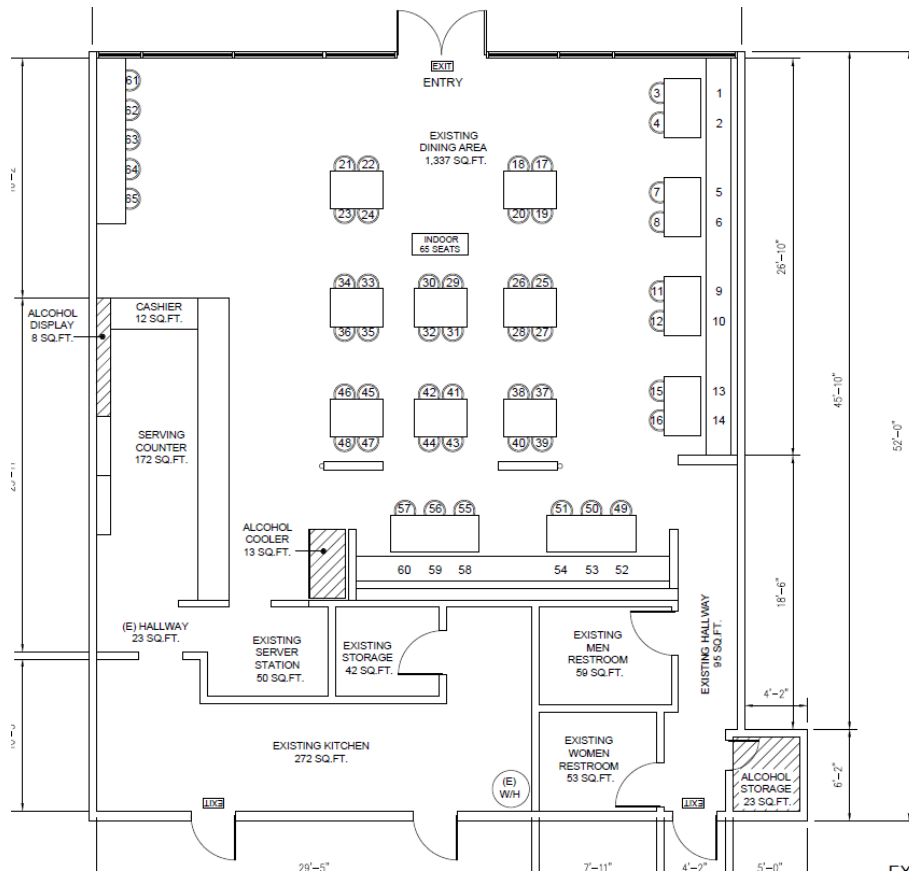 EXIT
ENTRY
61
62
63
64
65
3
1
4
2
EXISTING
DINING AREA
1,337 SQ.FT.
21 22
23 24
18 17
20 19
7
5
8
6
INDOOR
65 SEATS
26'-10"
34 33
36 35
30 29
32 31
26 25
28 27
11
9
12
10
ALCOHOL
DISPLAY
8 SQ.FT.
CASHIER
12 SQ.FT.
45'-10"
52'-0"
46 45
48 47
42 41
44 43
38 37
40 39
15
13
16
14
SERVING
COUNTER
172 SQ.FT.
57 56 55
60 59 58
51 50 49
54 53 52
ALCOHOL
COOLER
13 SQ.FT.
18'-6"
(E) HALLWAY
23 SQ.FT.
EXISTING
SERVER
STATION
50 SQ.FT.
EXISTING
STORAGE
42 SQ.FT.
EXISTING
MEN
RESTROOM
59 SQ.FT.
EXISTING HALLWAY
95 SQ.FT.
4'-2"
EXISTING KITCHEN
272 SQ.FT.
(E)
W/H
EXISTING
WOMEN
RESTROOM
53 SQ.FT.
ALCOHOL
STORAGE
23 SQ.FT.
6'-2"
EXIT
EXIT
29'-5"
7'-11"
4'-2"
5'-0"
EX